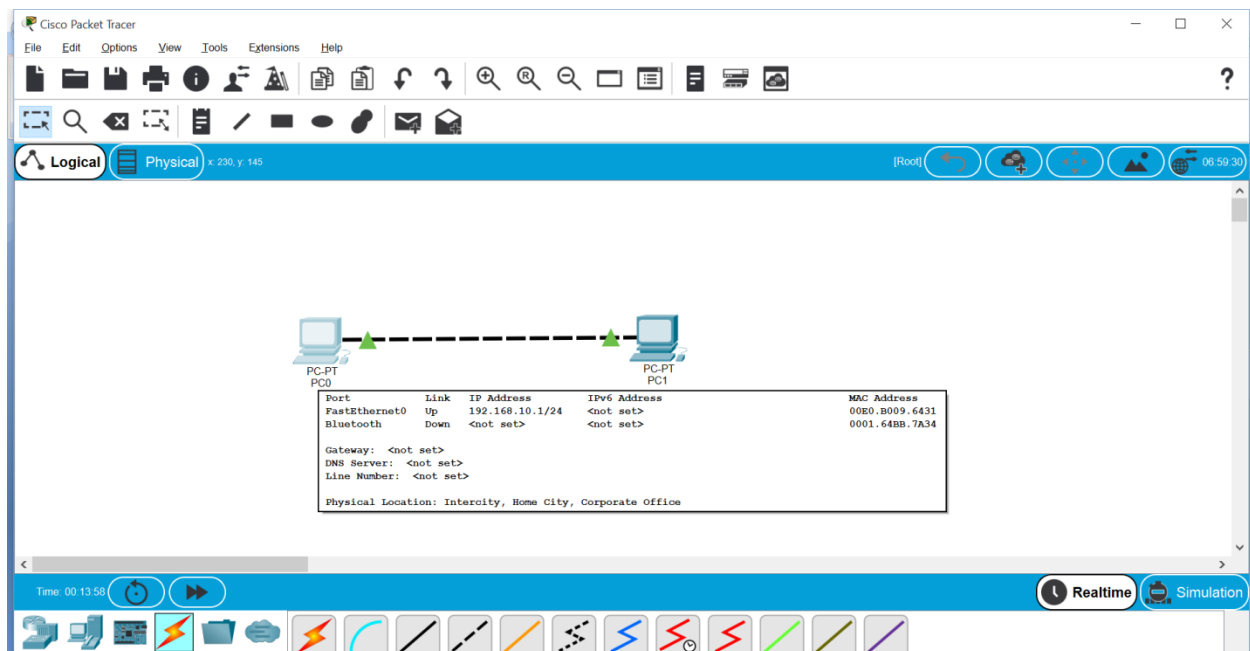 Cisco Packet Tracer
File Edit Options View Tools Extensions Help
R
?
Logical Physical x: 230, y: 145 [Root] 06:59:30
PC-PT
PC0
PC-PT
PC1
Port Link IP Address IPv6 Address MAC Address
FastEthernet0 Up 192.168.10.1/24 <not set> 00E0.B009.6431
Bluetooth Down <not set> <not set> 0001.64BB.7A34
Gateway: <not set>
DNS Server: <not set>
Line Number: <not set>
Physical Location: Intercity, Home City, Corporate Office
Time: 00:13:58 Realtime Simulation